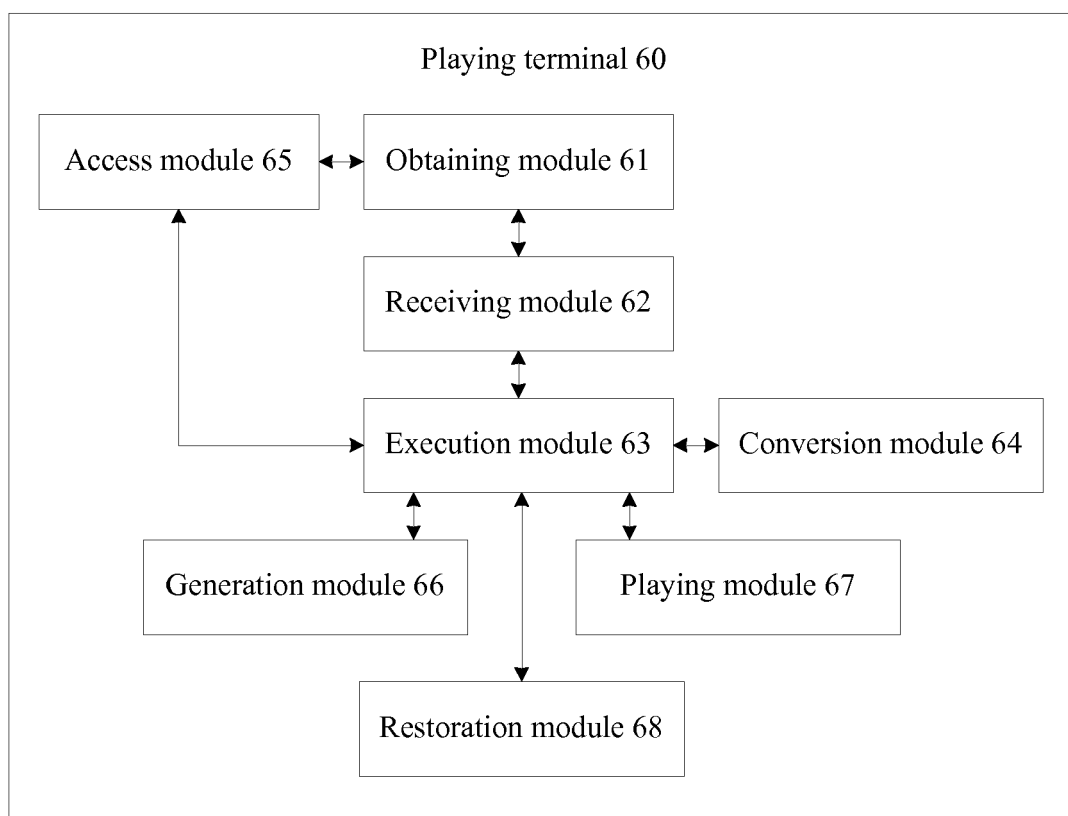 Playing terminal 60
Access module 65
Obtaining module 61
Receiving module 62
Execution module 63
Conversion module 64
Generation module 66
Playing module 67
Restoration module 68